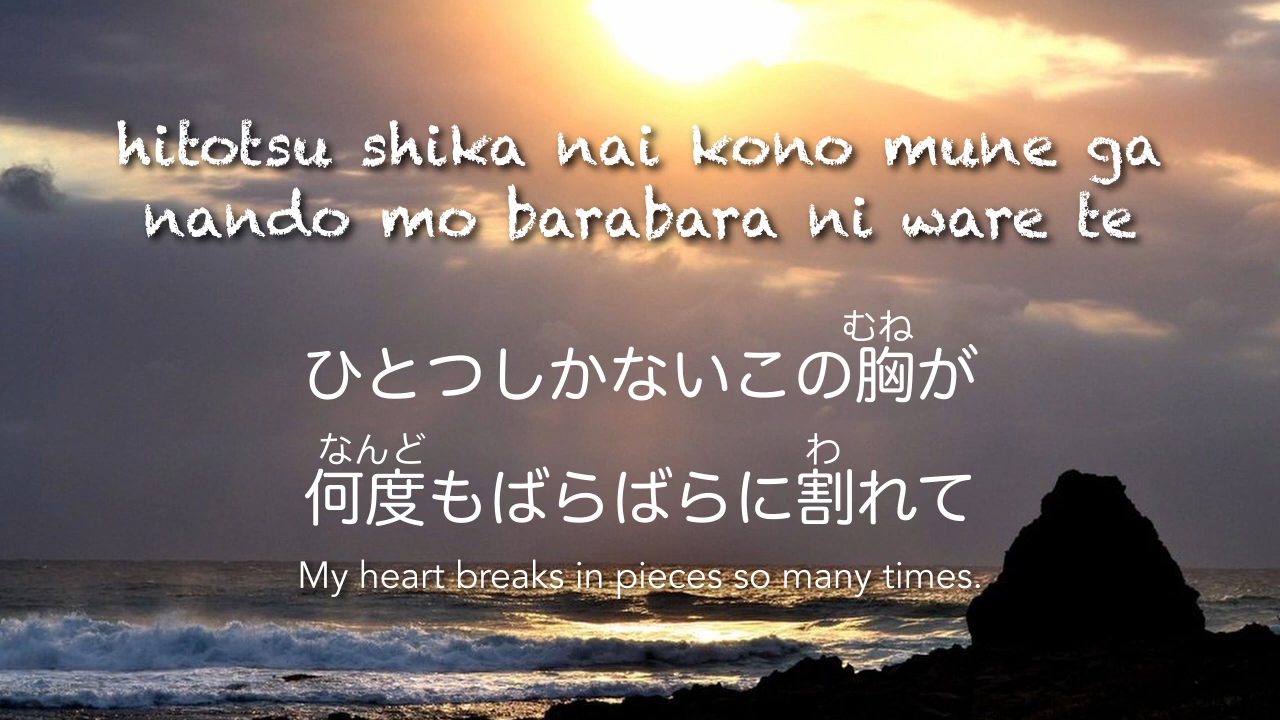 hitotsu shika nai kono mune ga
nando mo barabara ni ware te
むね
ひとつしかないこの胸が
なんど わ
何度もばらばらに割れて
My heart breaks in pieces so many times.